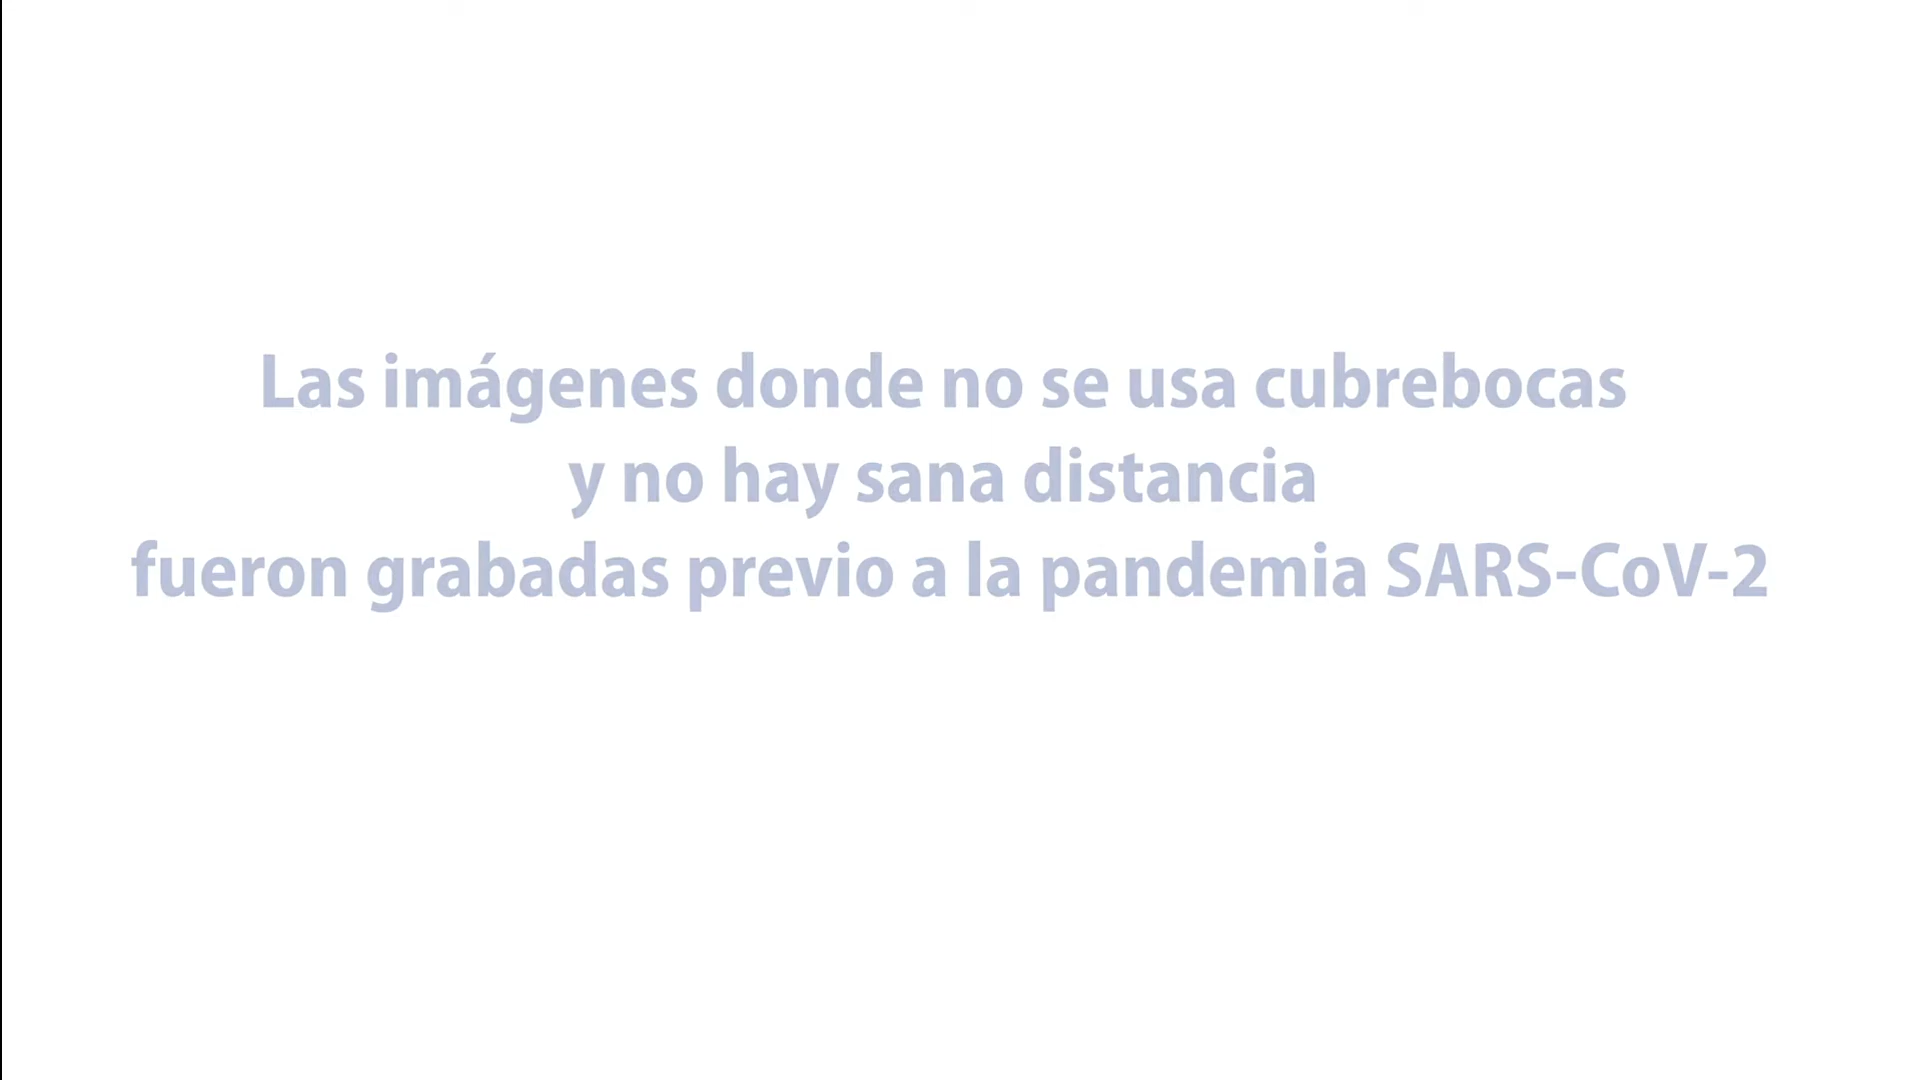 Las imágenes donde no se usa cubrebocas
y no hay sana distancia
fueron grabadas previo a la pandemia SARS-CoV-2